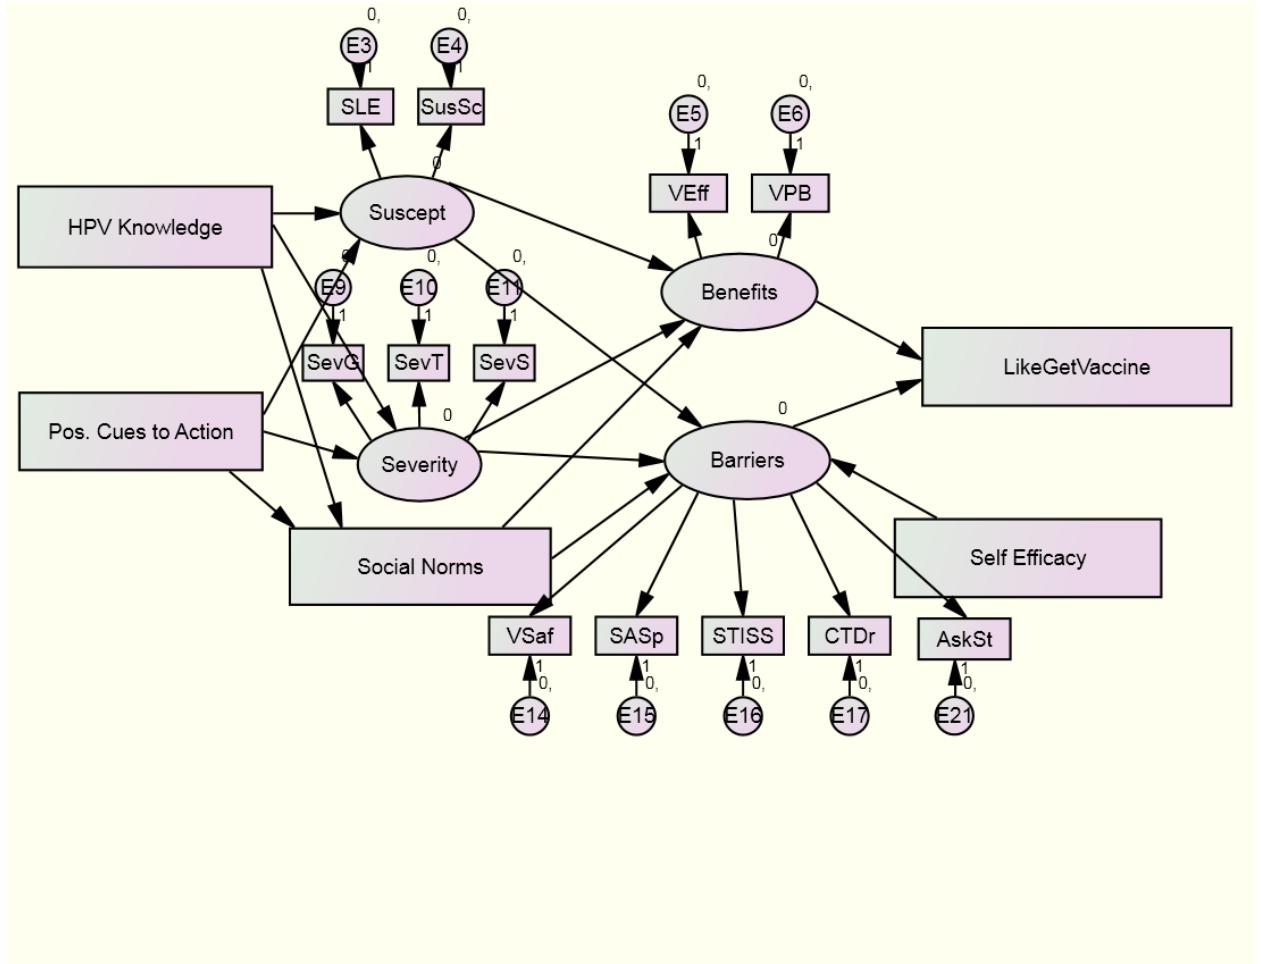 0, 0,
E3 E4
1 1
SLE SusSc
0, 0,
E5 E6
1 1
0
VEff VPB
HPV Knowledge
Suscept
0
0 0, 0,
E9 E10 E11
1 1 1
Benefits
SevG SevT SevS
LikeGetVaccine
0 0
Pos. Cues to Action
Severity
Barriers
Social Norms
Self Efficacy
VSaf SASp STISS CTDr AskSt
1 1 1 1 1
0, 0, 0, 0, 0,
E14 E15 E16 E17 E21